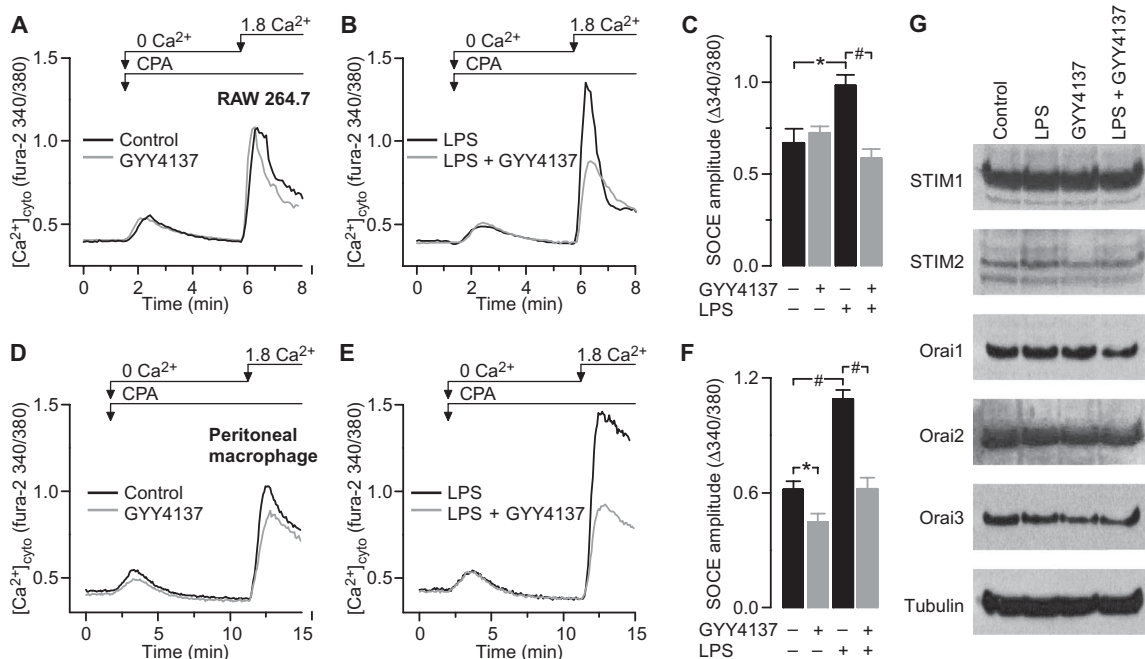 A
0 Ca2+
1.8 Ca2+
CPA
RAW 264.7
Control
GYY4137
[Ca2+]cyto (fura-2 340/380)
1.5
1.0
0.5
0 2 4 6 8
Time (min)
B
0 Ca2+
1.8 Ca2+
CPA
LPS
LPS + GYY4137
[Ca2+]cyto (fura-2 340/380)
1.5
1.0
0.5
0 2 4 6 8
Time (min)
C
SOCE amplitude (Δ340/380)
1.0
0.5
0.0
* #
GYY4137 – + – +
LPS – – + +
D
0 Ca2+
1.8 Ca2+
CPA
Peritoneal
macrophage
Control
GYY4137
[Ca2+]cyto (fura-2 340/380)
1.5
1.0
0.5
0 5 10 15
Time (min)
E
0 Ca2+
1.8 Ca2+
CPA
LPS
LPS + GYY4137
[Ca2+]cyto (fura-2 340/380)
1.5
1.0
0.5
0 5 10 15
Time (min)
F
SOCE amplitude (Δ340/380)
1.2
0.6
0.0
# #
*
GYY4137 – + – +
LPS – – + +
G
Control
LPS
GYY4137
LPS + GYY4137
STIM1
STIM2
Orai1
Orai2
Orai3
Tubulin